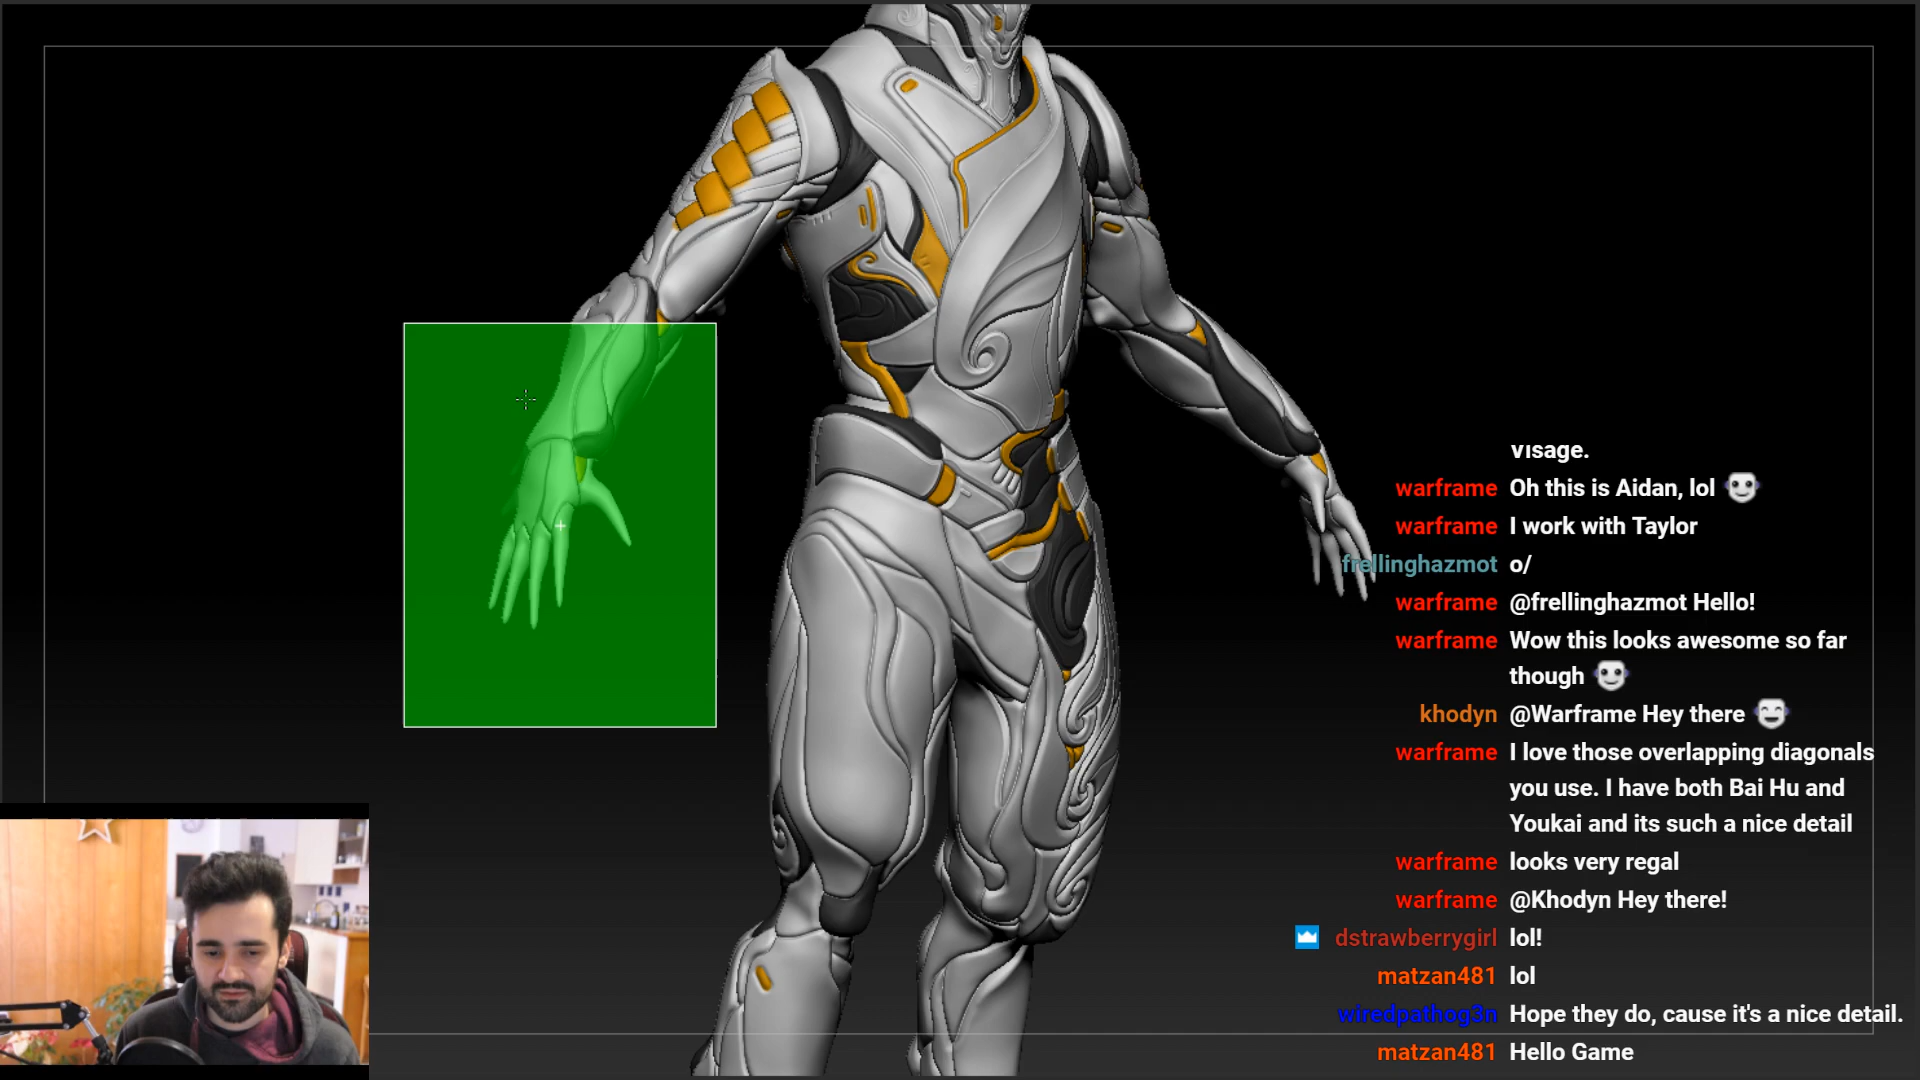 visage.
warframe Oh this is Aidan, lol
warframe I work with Taylor
frellinghazmot o/
warframe @frellinghazmot Hello!
warframe Wow this looks awesome so far
though
khodyn @Warframe Hey there
warframe I love those overlapping diagonals
you use. I have both Bai Hu and
Youkai and its such a nice detail
warframe looks very regal
warframe @Khodyn Hey there!
dstrawberrygirl lol!
matzan481 lol
wiredpathog3n Hope they do, cause it's a nice detail.
matzan481 Hello Game